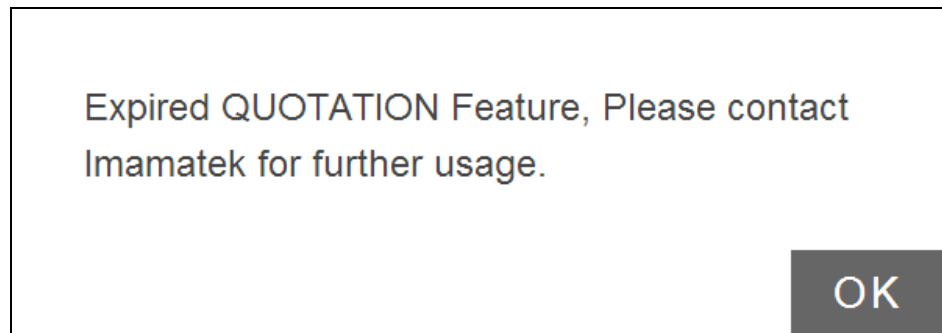 Expired QUOTATION Feature, Please contact
Imamatek for further usage.
OK